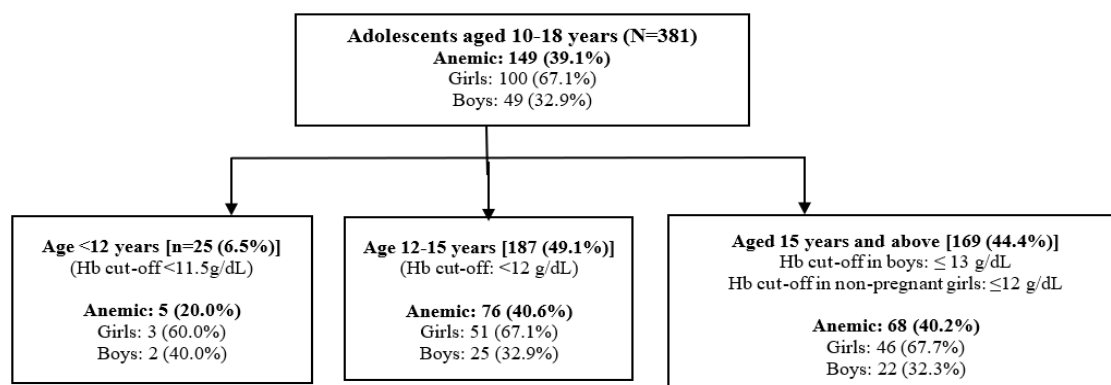 Adolescents aged 10-18 years (N=381)
Anemic: 149 (39.1%)
Girls: 100 (67.1%)
Boys: 49 (32.9%)
Age <12 years [n=25 (6.5%)]
(Hb cut-off <11.5g/dL)
Anemic: 5 (20.0%)
Girls: 3 (60.0%)
Boys: 2 (40.0%)
Age 12-15 years [187 (49.1%)]
(Hb cut-off: <12 g/dL)
Anemic: 76 (40.6%)
Girls: 51 (67.1%)
Boys: 25 (32.9%)
Aged 15 years and above [169 (44.4%)]
Hb cut-off in boys: ≤ 13 g/dL
Hb cut-off in non-pregnant girls: ≤12 g/dL
Anemic: 68 (40.2%)
Girls: 46 (67.7%)
Boys: 22 (32.3%)